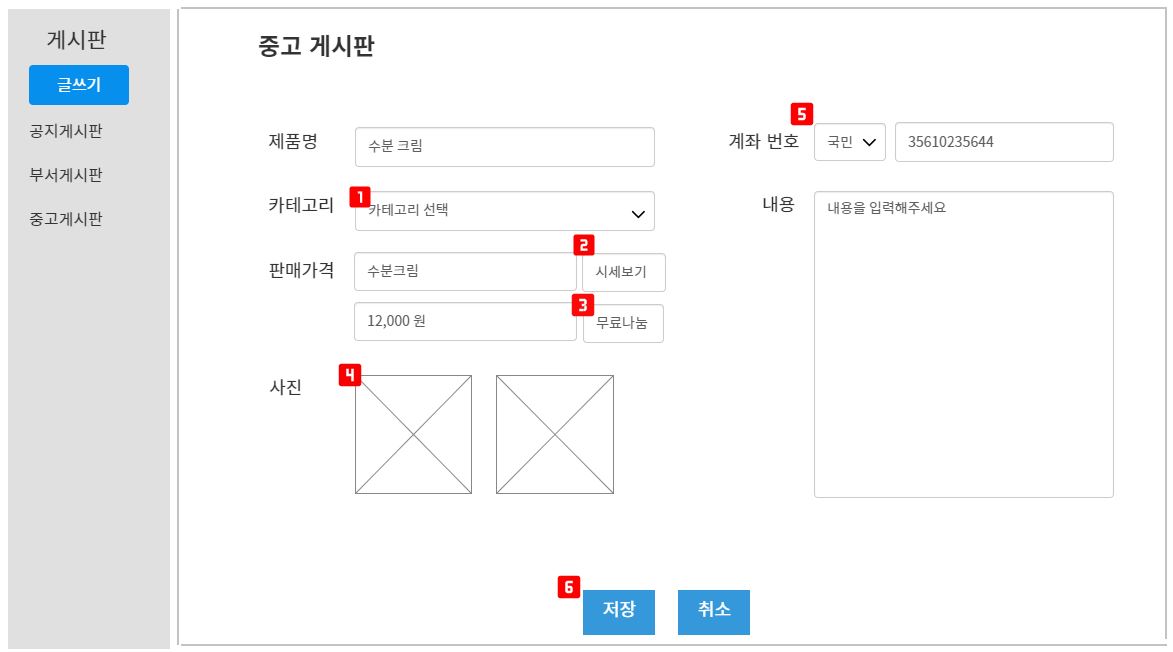 게시판
글쓰기
공지게시판
부서게시판
중고게시판
중고 게시판
제품명
수분 크림
카테고리
1
카테고리 선택
판매가격
수분크림
2
시세보기
12,000 원
3
무료나눔
사진
4
계좌 번호
5
국민
35610235644
내용
내용을 입력해주세요
6
저장
취소